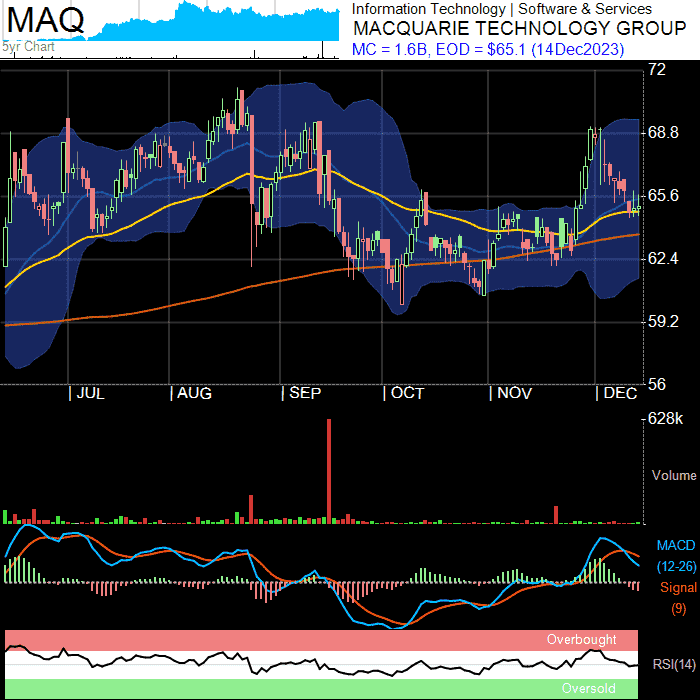 MAQ
5yr Chart
Information Technology | Software & Services
MACQUARIE TECHNOLOGY GROUP
MC = 1.6B, EOD = $65.1 (14Dec2023)
72
68.8
65.6
62.4
59.2
56
JUL
AUG
SEP
OCT
NOV
DEC
628k
Volume
MACD
(12-26)
Signal
(9)
Overbought
RSI(14)
Oversold